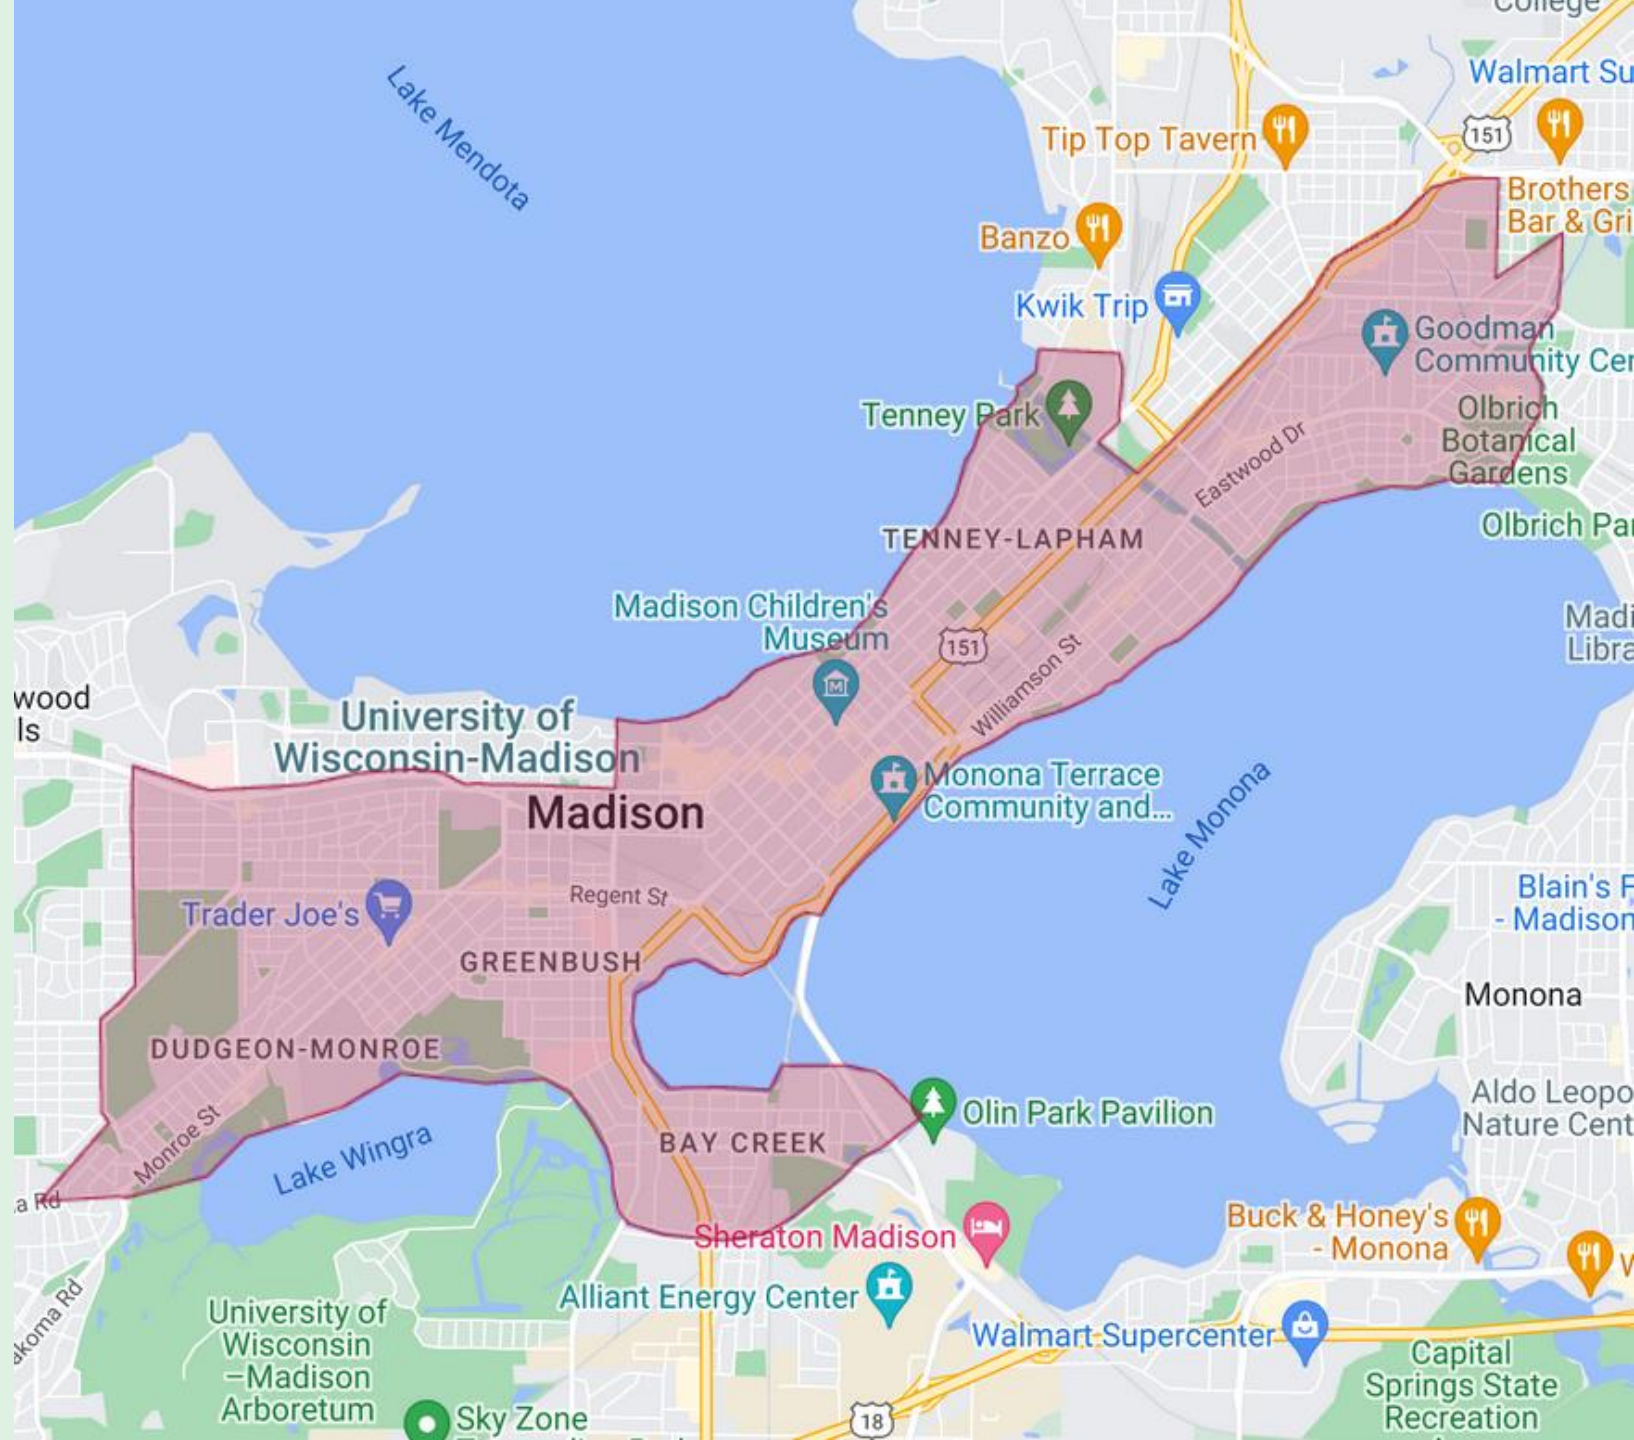 College
Walmart Su
151
Tip Top Tavern
Brothers
Bar & Gri
Lake Mendota
Banzo
Kwik Trip
Goodman
Community Cen
Tenney Park
Olbrich
Botanical
Gardens
Eastwood Dr
Olbrich Par
TENNEY-LAPHAM
Madison Children's
Museum
151
Madi
Libra
Williamson St
wood
ls
University of
Wisconsin-Madison
Madison
Monona Terrace
Community and...
Lake Monona
Regent St
Trader Joe's
Blain's F
- Madison
GREENBUSH
Monona
DUDGEON-MONROE
Monroe St
Lake Wingra
BAY CREEK
Olin Park Pavilion
Aldo Leopo
Nature Cent
a Rd
Sheraton Madison
Buck & Honey's
- Monona
W
Alliant Energy Center
akoma Rd
University of
Wisconsin
–Madison
Arboretum
Walmart Supercenter
Capital
Springs State
Recreation
Sky Zone
18